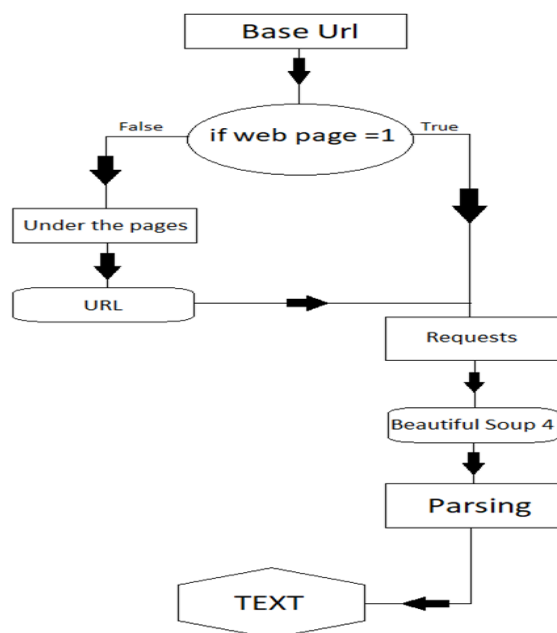 Base Url
if web page =1
False
True
Under the pages
URL
Requests
Beautiful Soup 4
Parsing
TEXT